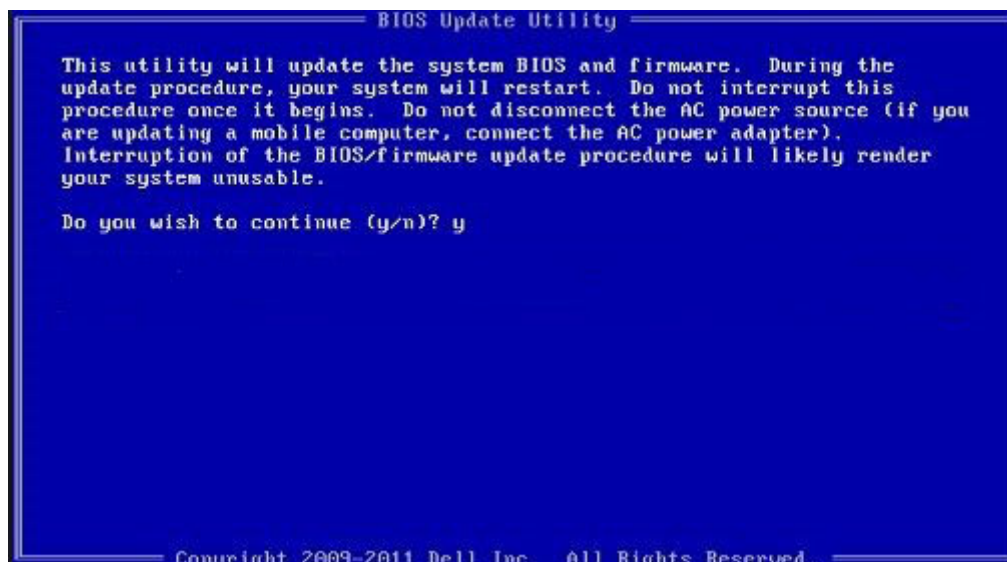 BIOS Update Utility
This utility will update the system BIOS and firmware. During the
update procedure, your system will restart. Do not interrupt this
procedure once it begins. Do not disconnect the AC power source (if you
are updating a mobile computer, connect the AC power adapter).
Interruption of the BIOS/firmware update procedure will likely render
your system unusable.
Do you wish to continue (y/n)? y
Copyright 2009-2011 Dell Inc. All Rights Reserved.